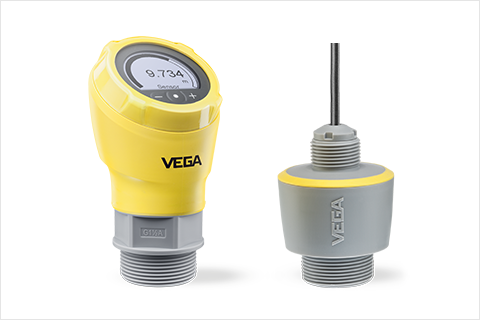 9.734
m
Sensor
− • +
VEGA
VEGA